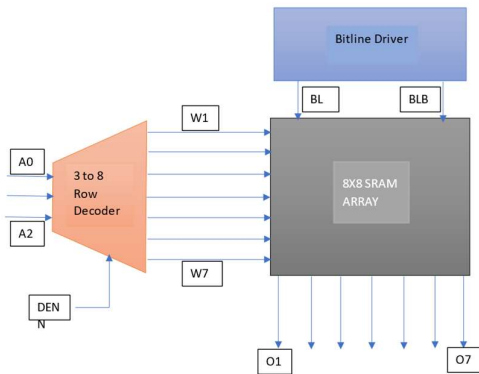 Bitline Driver
BL
BLB
W1
A0
3 to 8
Row
Decoder
8X8 SRAM
ARRAY
A2
W7
DEN
N
O1
O7